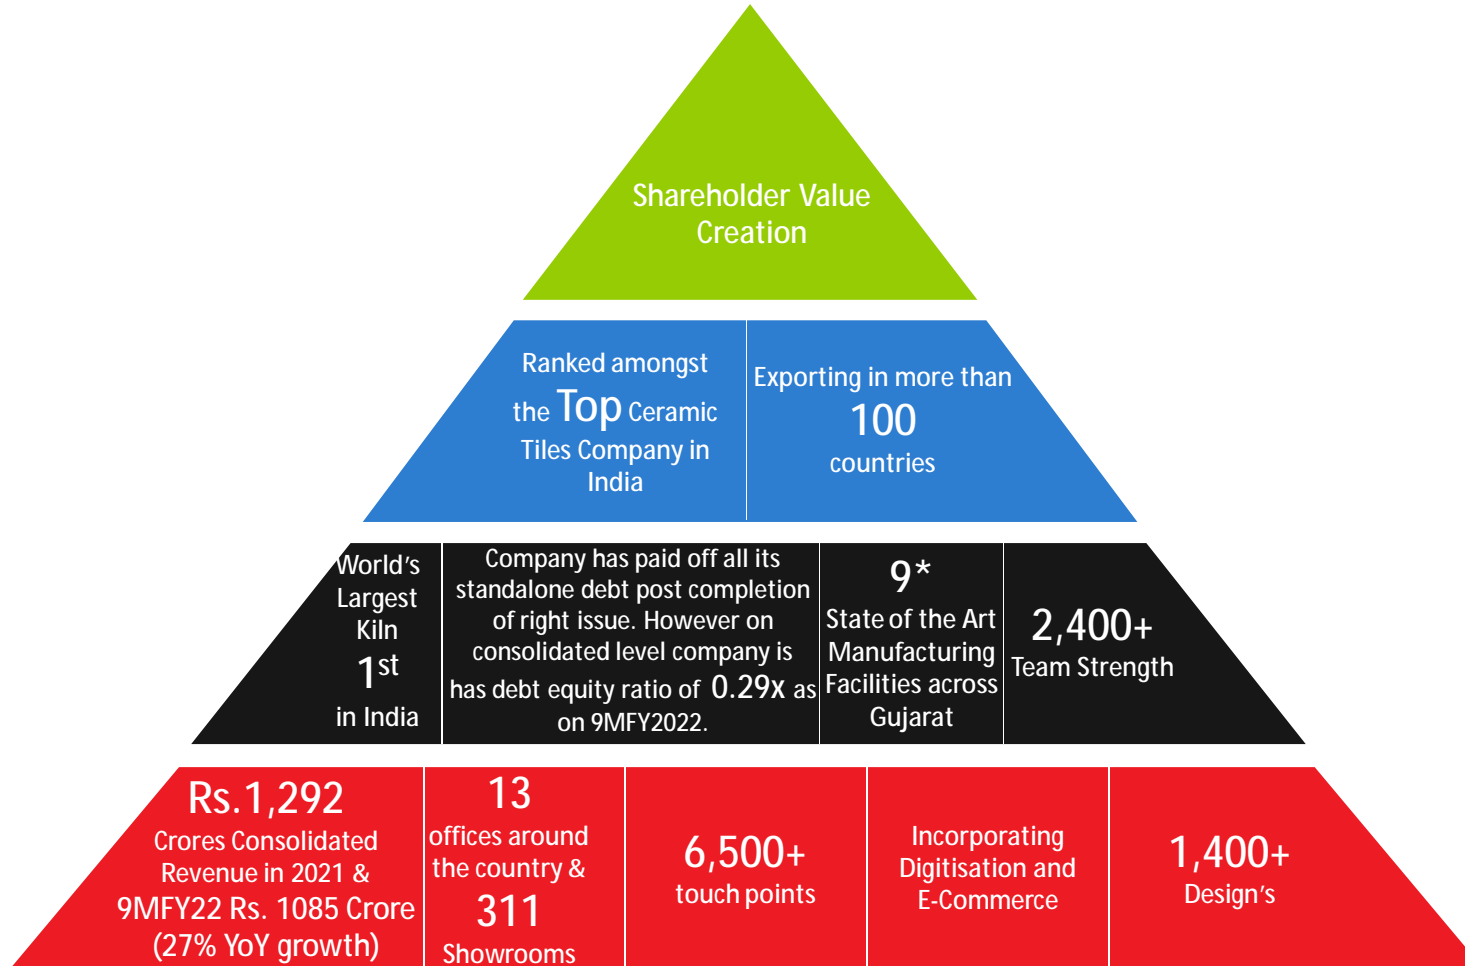 Shareholder Value
Creation
Ranked amongst
the Top Ceramic
Tiles Company in
India
Exporting in more than
100
countries
World's
Largest
Kiln
1st
in India
Company has paid off all its
standalone debt post completion
of right issue. However on
consolidated level company is
has debt equity ratio of 0.29x as
on 9MFY2022.
9*
State of the Art
Manufacturing
Facilities across
Gujarat
2,400+
Team Strength
Rs.1,292
Crores Consolidated
Revenue in 2021 &
9MFY22 Rs. 1085 Crore
(27% YoY growth)
13
offices around
the country &
311
Showrooms
6,500+
touch points
Incorporating
Digitisation and
E-Commerce
1,400+
Design's